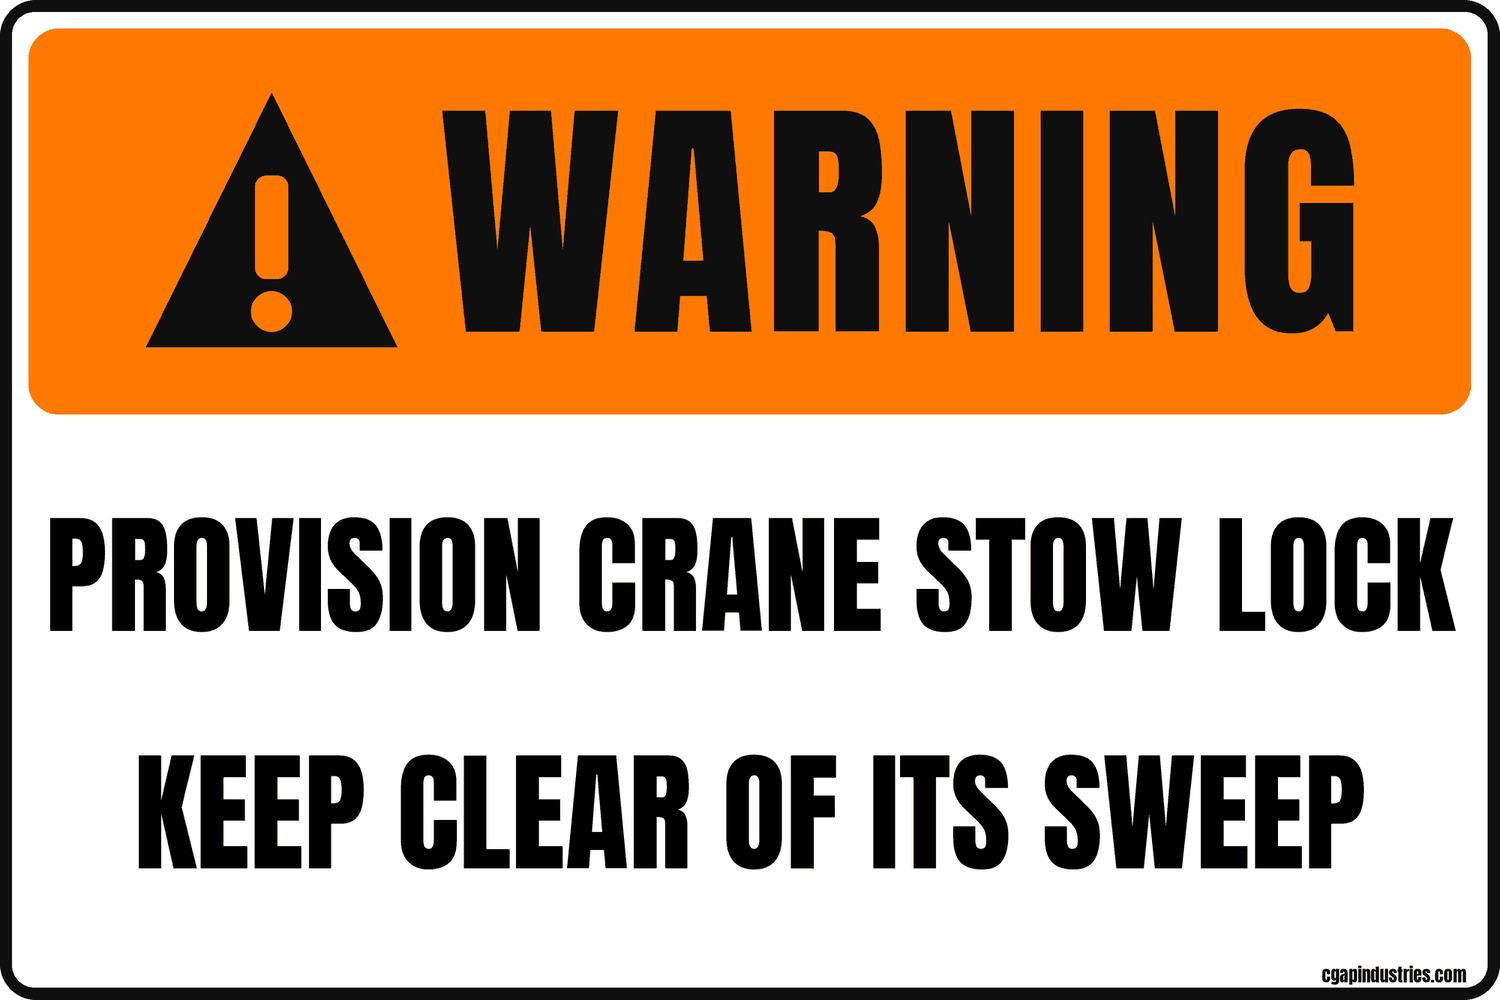 WARNING
PROVISION CRANE STOW LOCK
KEEP CLEAR OF ITS SWEEP
cgapindustries.com